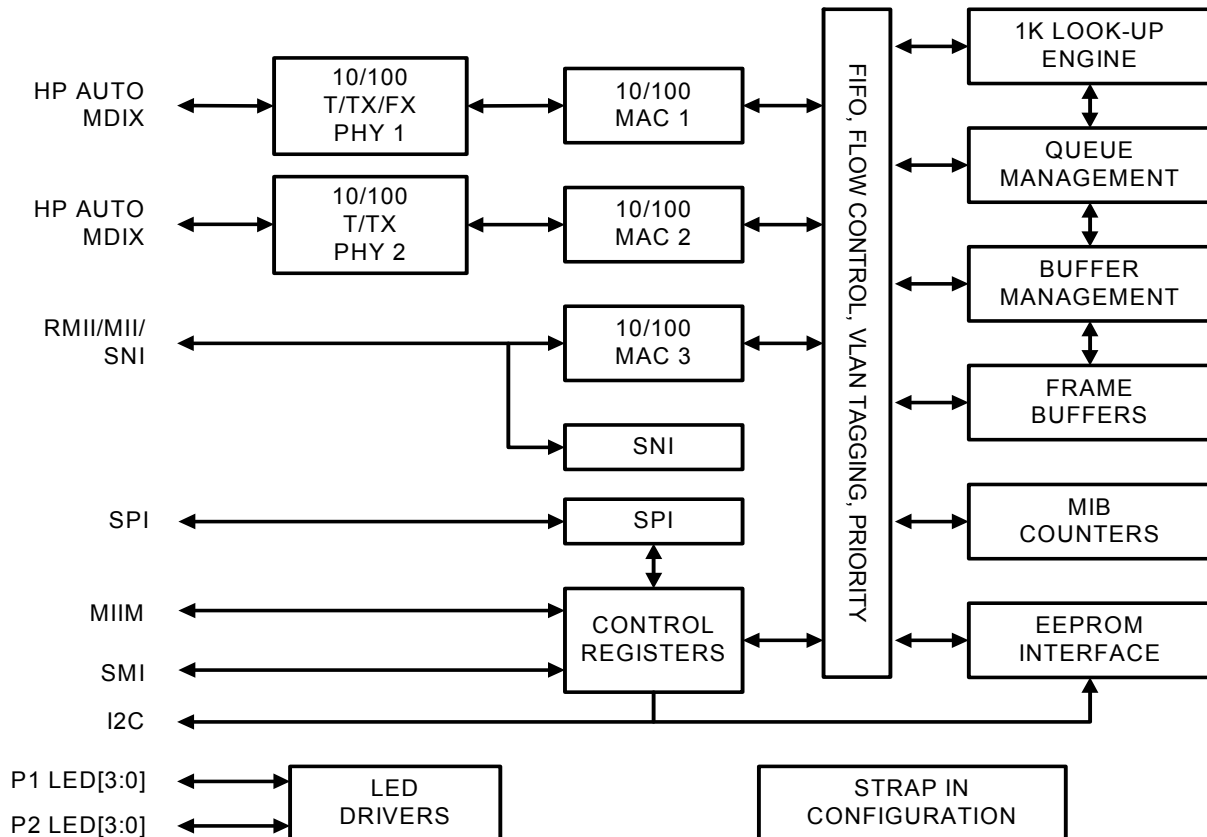 HP AUTO
MDIX
10/100
T/TX/FX
PHY 1
10/100
MAC 1
HP AUTO
MDIX
10/100
T/TX
PHY 2
10/100
MAC 2
RMII/MII/
SNI
10/100
MAC 3
SNI
SPI
SPI
MIIM
SMI
CONTROL
REGISTERS
I2C
FIFO, FLOW CONTROL, VLAN TAGGING, PRIORITY
1K LOOK-UP
ENGINE
QUEUE
MANAGEMENT
BUFFER
MANAGEMENT
FRAME
BUFFERS
MIB
COUNTERS
EEPROM
INTERFACE
P1 LED[3:0]
P2 LED[3:0]
LED
DRIVERS
STRAP IN
CONFIGURATION